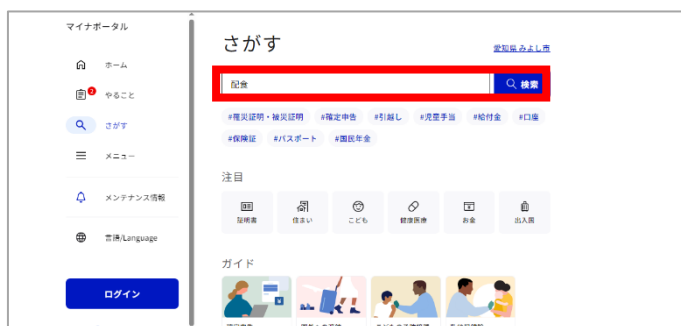 マイナポータル
ホーム
2
やること
さがす
メニュー
メンテナンス情報
言語/Language
ログイン
さがす
愛知県 みよし市
配食
検索
#罹災証明・被災証明 #確定申告 #引越し #児童手当 #給付金 #口座
#保険証 #パスポート #国民年金
注目
証明書 住まい こども 健康医療 お金 出入国
ガイド